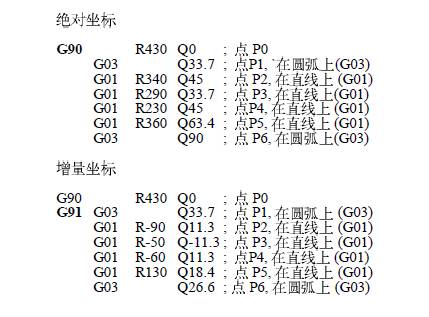 绝对坐标
G90 R430 Q0 ; 点 P0
G03 Q33.7 ; 点P1, 在圆弧上(G03)
G01 R340 Q45 ; 点 P2, 在直线上(G01)
G01 R290 Q33.7 ; 点 P3, 在直线上(G01)
G01 R230 Q45 ; 点P4, 在直线上(G01)
G01 R360 Q63.4 ; 点P5, 在直线上(G01)
G03 Q90 ; 点 P6, 在圆弧上(G03)
增量坐标
G90 R430 Q0 ; 点 P0
G91 G03 Q33.7 ; 点 P1, 在圆弧上 (G03)
G01 R-90 Q11.3 ; 点 P2, 在直线上 (G01)
G01 R-50 Q-11.3 ; 点 P3, 在直线上 (G01)
G01 R-60 Q11.3 ; 点P4, 在直线上 (G01)
G01 R130 Q18.4 ; 点 P5, 在直线上 (G01)
G03 Q26.6 ; 点 P6, 在圆弧上 (G03)